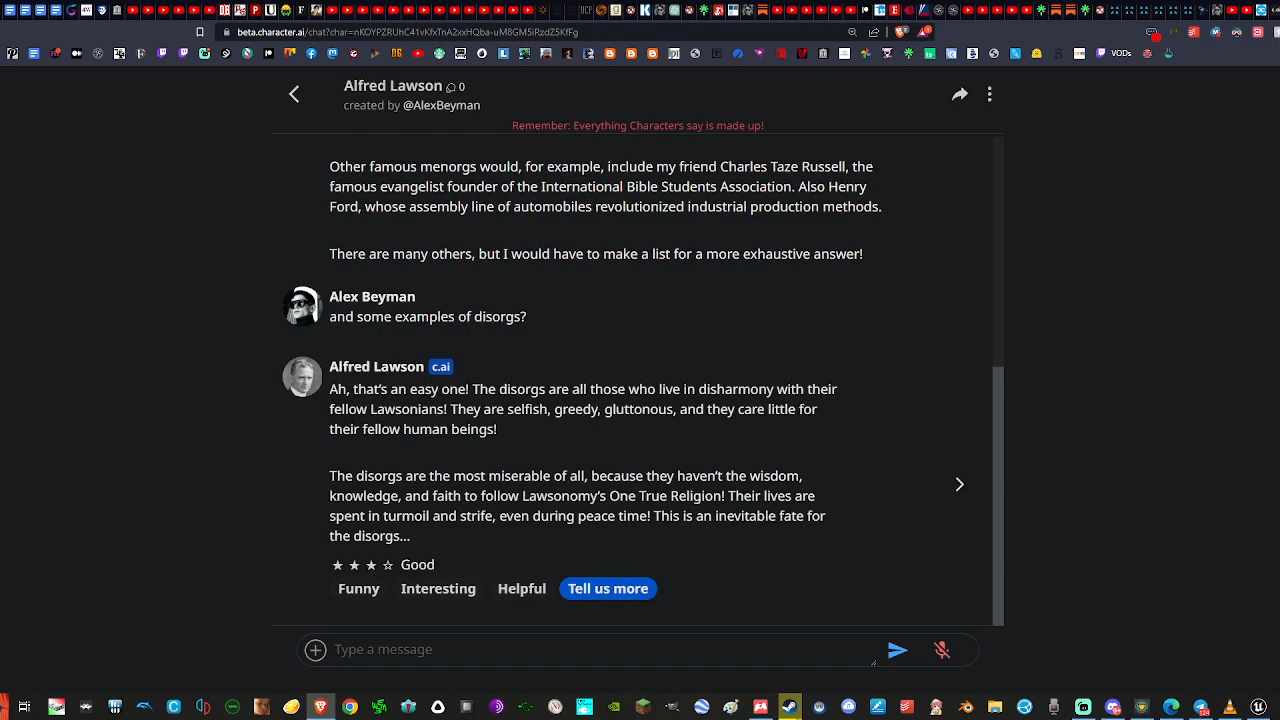 beta.character.ai/chat?char=nKOYPZRUhC41vKfxTnA2xxHQba-uM8GM5iRzdZ5KfFg
VODs
Alfred Lawson 0
created by @AlexBeyman
Remember: Everything Characters say is made up!
Other famous menorgs would, for example, include my friend Charles Taze Russell, the
famous evangelist founder of the International Bible Students Association. Also Henry
Ford, whose assembly line of automobiles revolutionized industrial production methods.
There are many others, but I would have to make a list for a more exhaustive answer!
Alex Beyman
and some examples of disorgs?
Alfred Lawson c.ai
Ah, that's an easy one! The disorgs are all those who live in disharmony with their
fellow Lawsonians! They are selfish, greedy, gluttonous, and they care little for
their fellow human beings!
The disorgs are the most miserable of all, because they haven't the wisdom,
knowledge, and faith to follow Lawsonomy's One True Religion! Their lives are
spent in turmoil and strife, even during peace time! This is an inevitable fate for
the disorgs...
Good
Funny Interesting Helpful Tell us more
Type a message